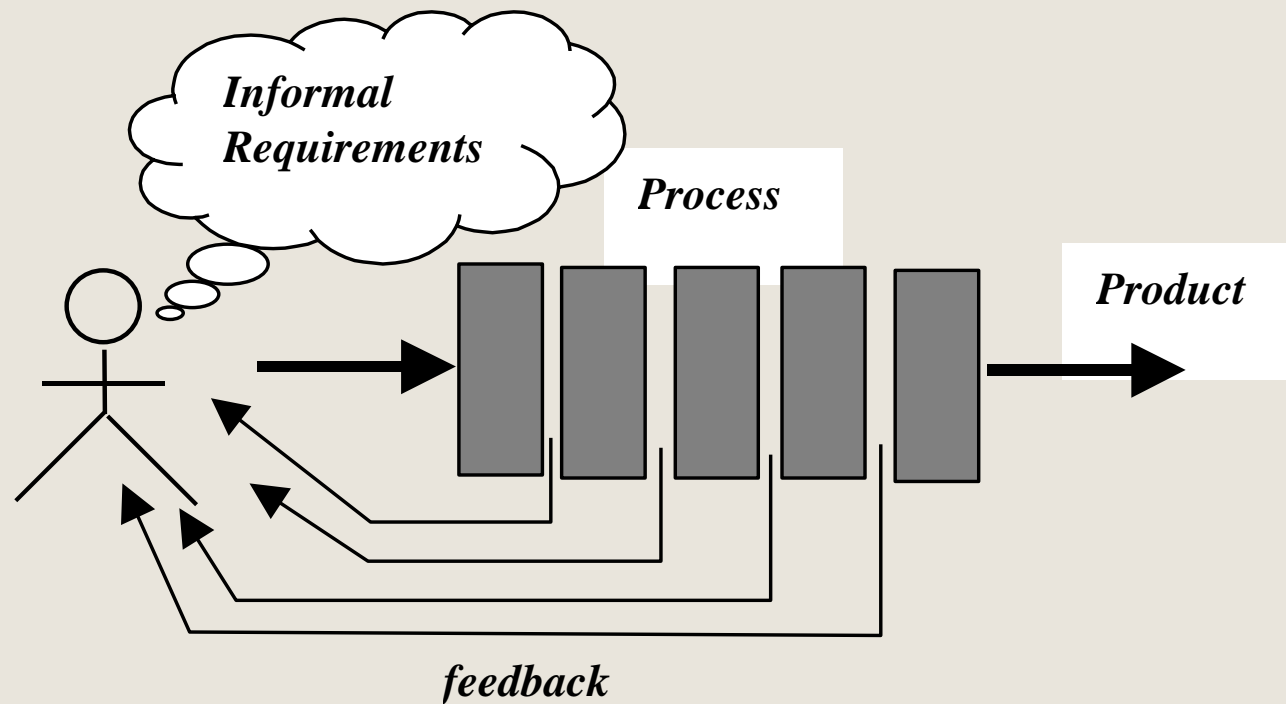 Informal
Requirements
Process
Product
feedback